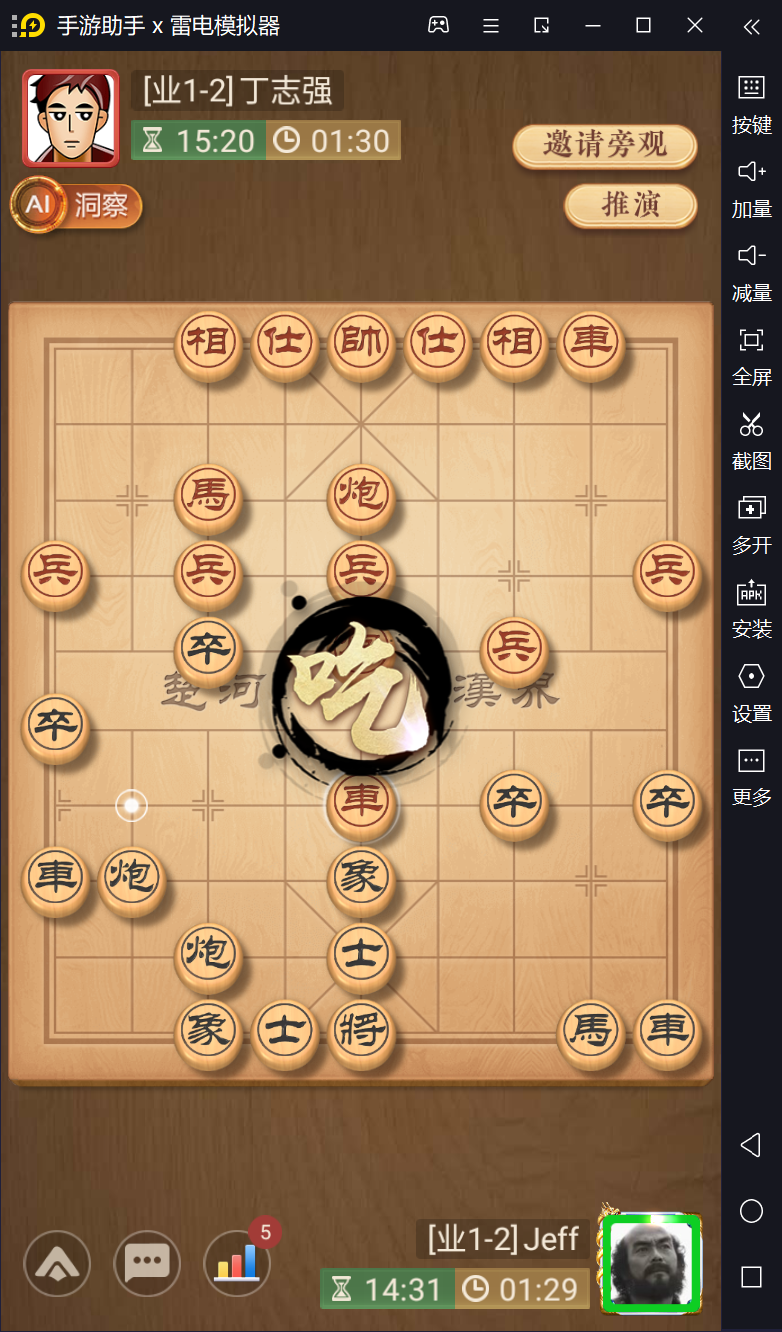 手游助手 x 雷电模拟器
[业1-2] 丁志强
15:20 01:30
邀请旁观
AI 洞察
推演
相 仕 帥 仕 相 車
馬 炮
兵 兵 兵 兵
卒 兵
楚河 漢界
吃
卒
車 卒 卒
車 炮 象
炮 士
象 士 將 馬 車
5
[业1-2] Jeff
14:31 01:29
按键
加量
减量
全屏
截图
多开
APK
安装
设置
更多